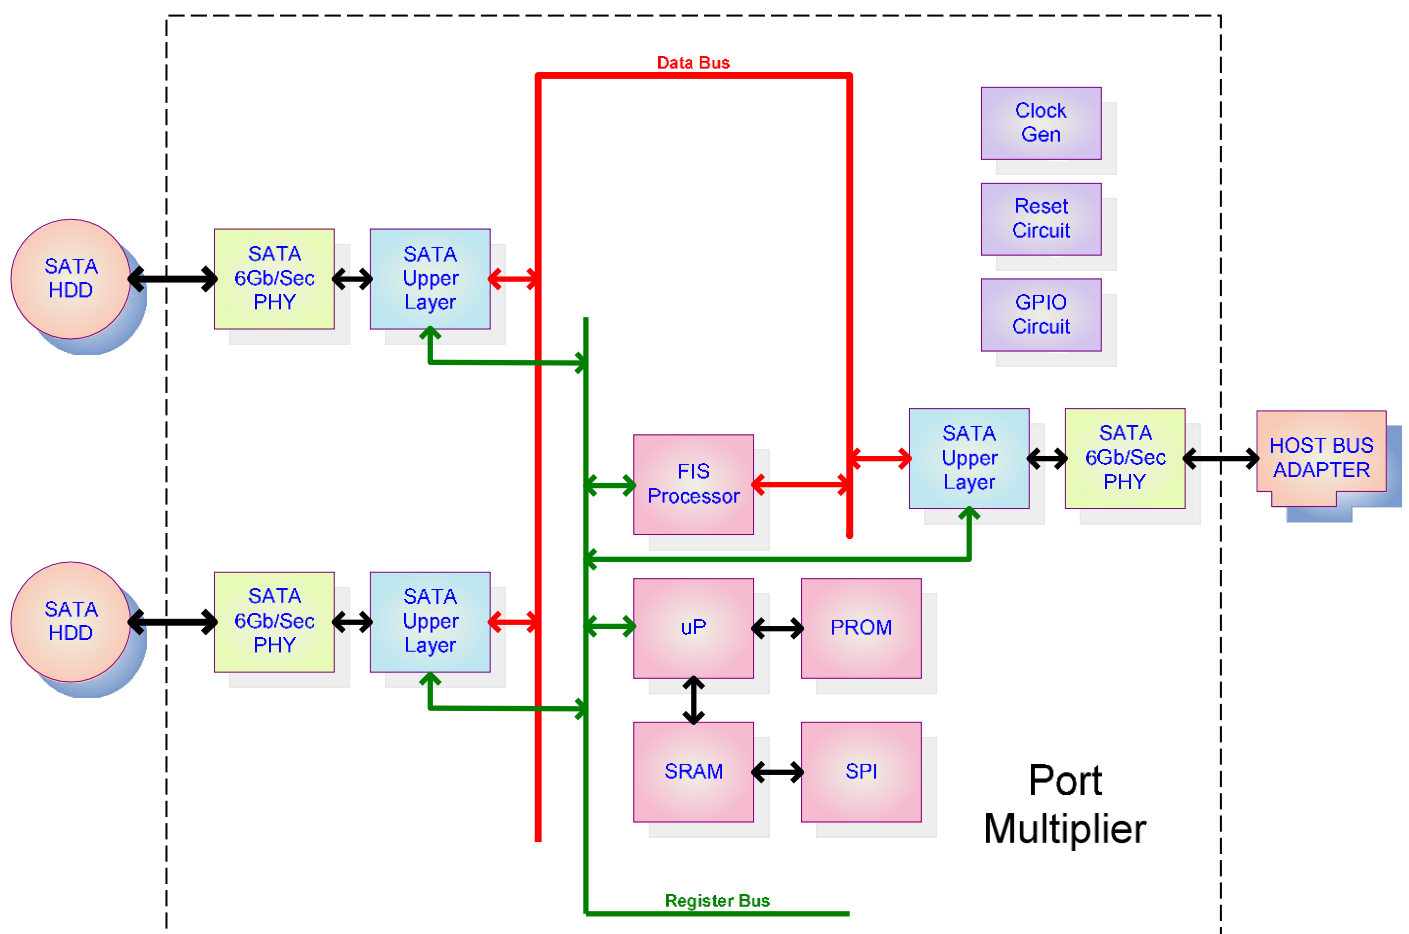 Data Bus
Clock
Gen
Reset
Circuit
GPIO
Circuit
SATA
HDD
SATA
6Gb/Sec
PHY
SATA
Upper
Layer
FIS
Processor
SATA
Upper
Layer
SATA
6Gb/Sec
PHY
HOST BUS
ADAPTER
SATA
HDD
SATA
6Gb/Sec
PHY
SATA
Upper
Layer
uP
PROM
SRAM
SPI
Port
Multiplier
Register Bus